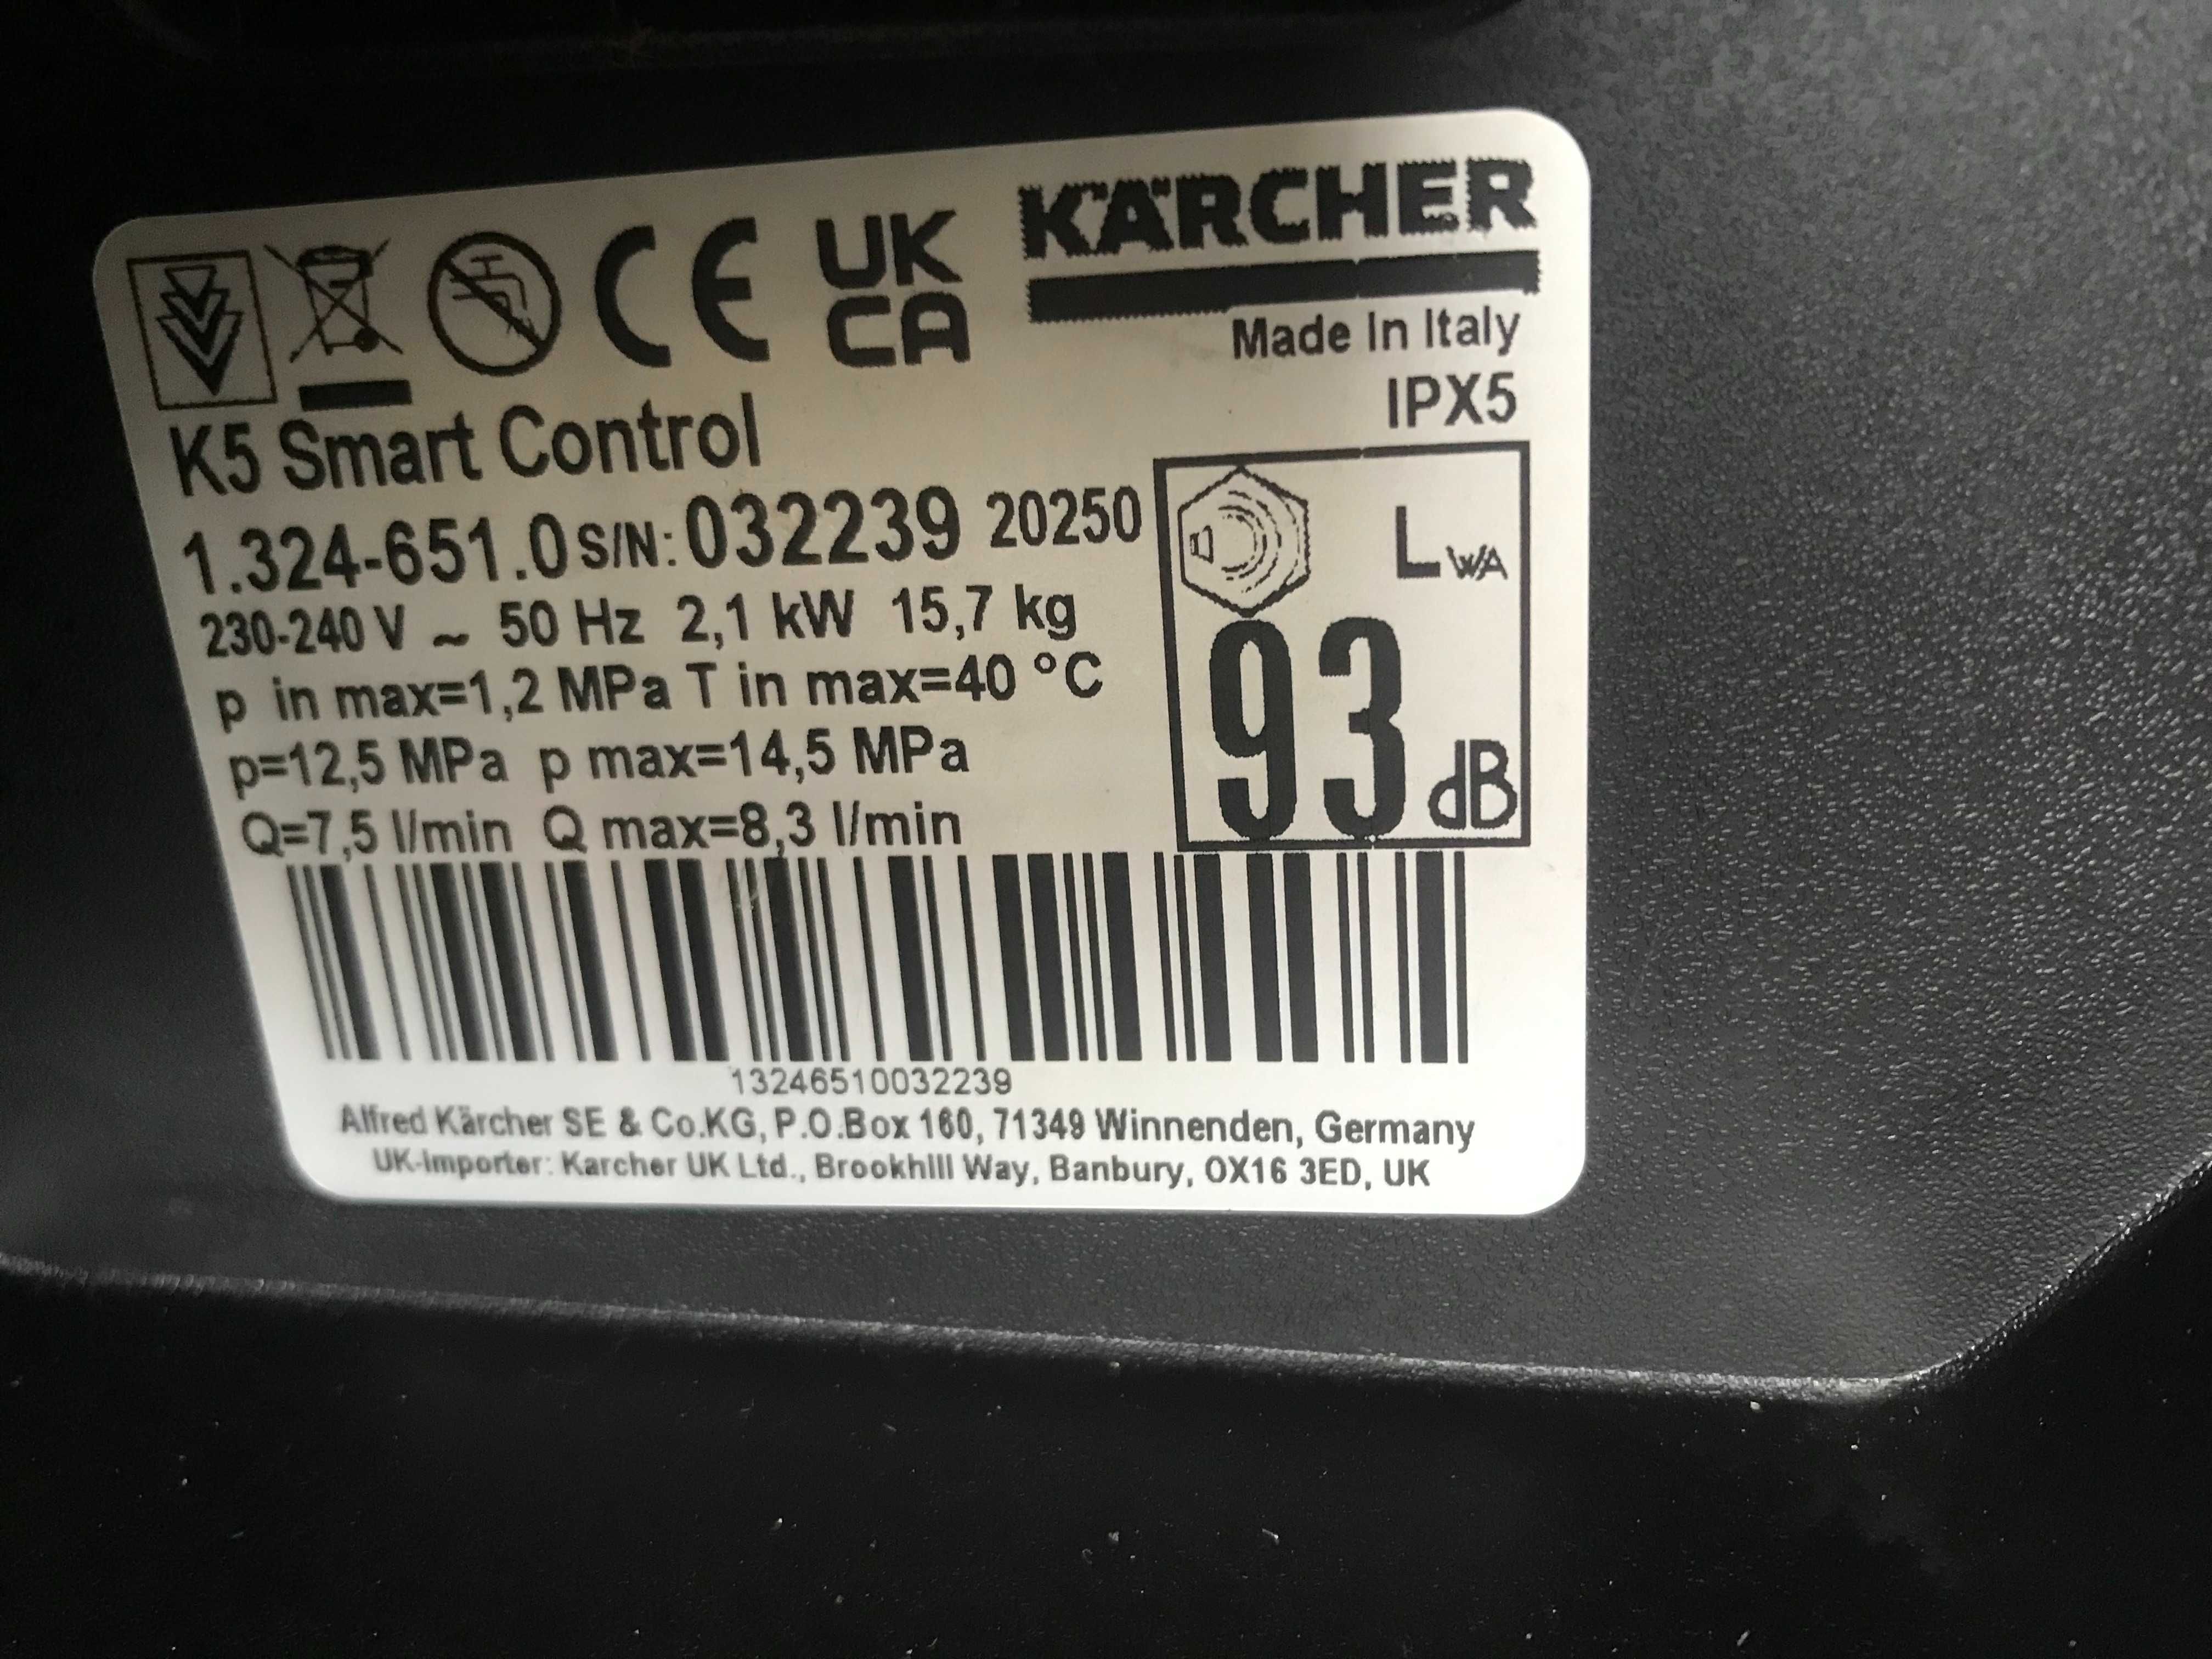 KÄRCHER
UK
CA
CE
Made In Italy
IPX5
K5 Smart Control
1.324-651.0 S/N: 032239 20250
230-240 V ~ 50 Hz 2,1 kW 15,7 kg
p in max=1,2 MPa T in max=40 °C
p=12,5 MPa p max=14,5 MPa
Q=7,5 l/min Q max=8,3 l/min
LWA
93 dB
13246510032239
Alfred Kärcher SE & Co.KG, P.O.Box 160, 71349 Winnenden, Germany
UK-Importer: Karcher UK Ltd., Brookhill Way, Banbury, OX16 3ED, UK